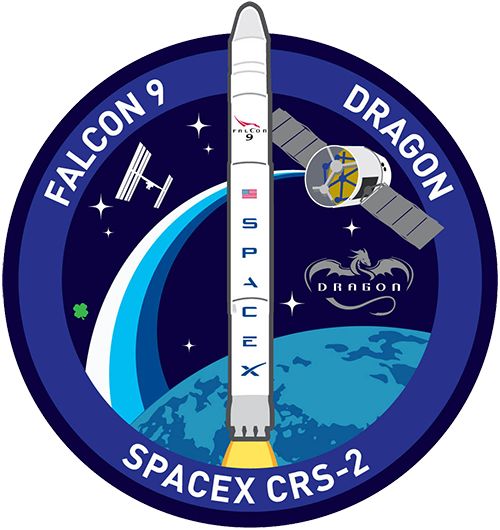 FALCON 9
DRAGON
FALCON
9
SPACEX
DRAGON
SPACEX CRS-2